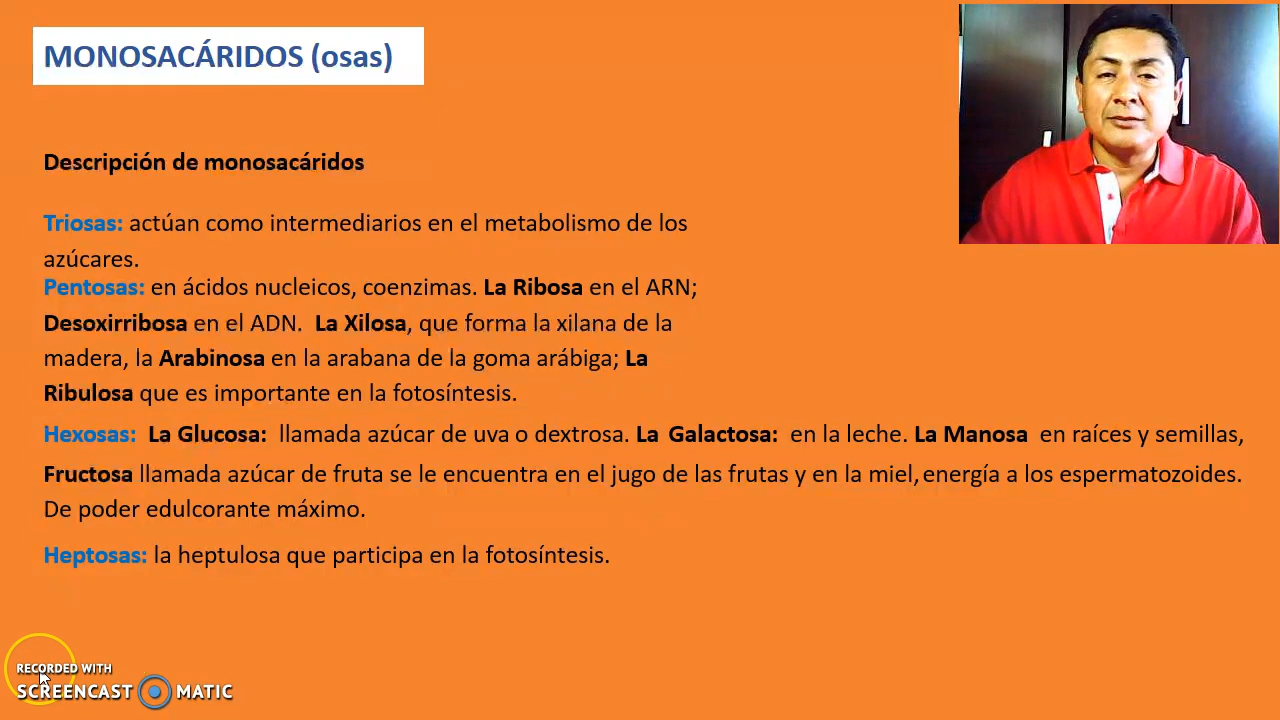 MONOSACÁRIDOS (osas)
Descripción de monosacáridos
Triosas: actúan como intermediarios en el metabolismo de los
azúcares.
Pentosas: en ácidos nucleicos, coenzimas. La Ribosa en el ARN;
Desoxirribosa en el ADN. La Xilosa, que forma la xilana de la
madera, la Arabinosa en la arabana de la goma arábiga; La
Ribulosa que es importante en la fotosíntesis.
Hexosas: La Glucosa: llamada azúcar de uva o dextrosa. La Galactosa: en la leche. La Manosa en raíces y semillas,
Fructosa llamada azúcar de fruta se le encuentra en el jugo de las frutas y en la miel, energía a los espermatozoides.
De poder edulcorante máximo.
Heptosas: la heptulosa que participa en la fotosíntesis.
RECORDED WITH
SCREENCAST MATIC